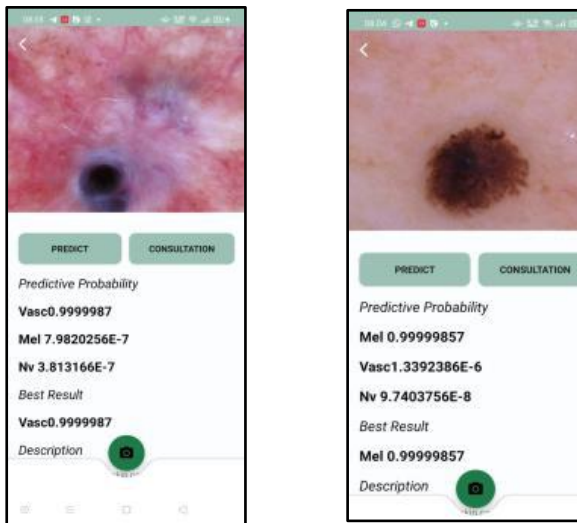 PREDICT
CONSULTATION
Predictive Probability
Vasc0.9999987
Mel 7.9820256E-7
Nv 3.813166E-7
Best Result
Vasc0.9999987
Description
PREDICT
CONSULTATION
Predictive Probability
Mel 0.99999857
Vasc1.3392386E-6
Nv 9.7403756E-8
Best Result
Mel 0.99999857
Description